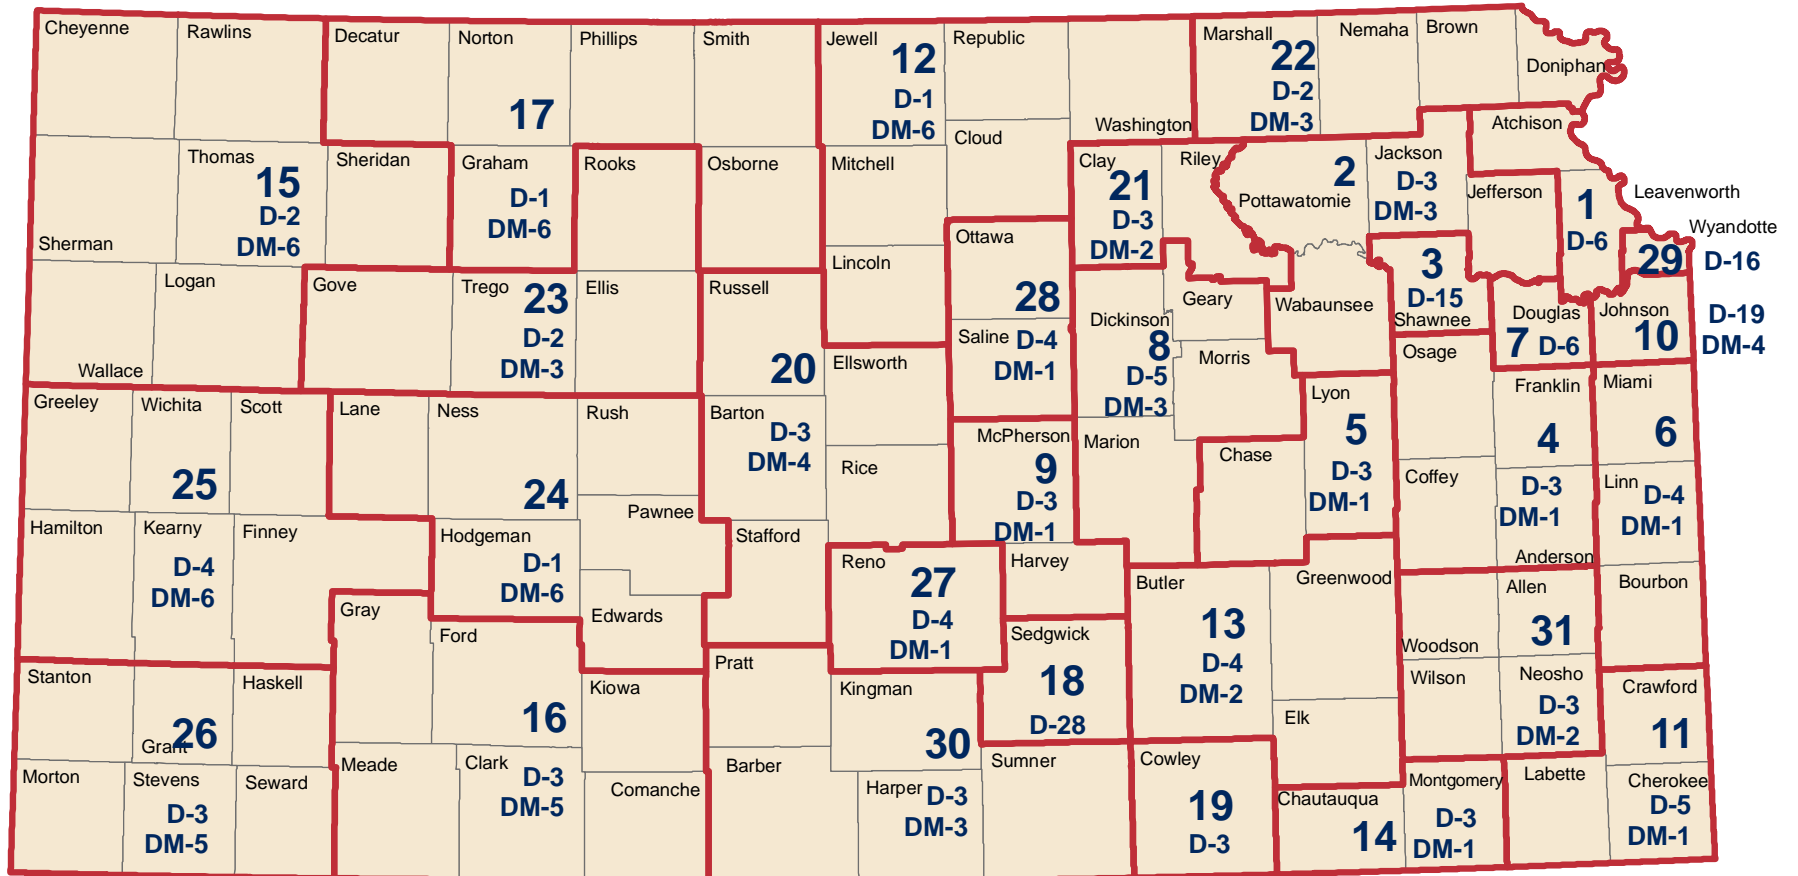 Cheyenne
Rawlins
Decatur
Norton
Phillips
Smith
Jewell
Republic
Marshall
Nemaha
Brown
Doniphan
17
12
D-1
DM-6
Washington
22
D-2
DM-3
Thomas
Sheridan
Graham
Rooks
Osborne
Mitchell
Cloud
Clay
Riley
Pottawatomie
Jackson
Atchison
Jefferson
Leavenworth
Wyandotte
Sherman
15
D-2
DM-6
D-1
DM-6
21
D-3
DM-2
2
D-3
DM-3
1
D-6
29
D-16
Wallace
Logan
Gove
Trego
Ellis
Russell
Lincoln
Ottawa
Geary
Wabaunsee
Shawnee
Douglas
Johnson
23
D-2
DM-3
20
Ellsworth
28
Saline
D-4
DM-1
Dickinson
8
D-5
DM-3
Morris
3
D-15
7
D-6
10
D-19
DM-4
Greeley
Wichita
Scott
Lane
Ness
Rush
Barton
D-3
DM-4
Rice
McPherson
9
D-3
DM-1
Marion
Chase
Lyon
5
D-3
DM-1
Osage
Franklin
Miami
4
6
Coffey
D-3
DM-1
Linn
D-4
DM-1
Anderson
25
24
Pawnee
Hamilton
Kearny
Finney
D-4
DM-6
Hodgeman
D-1
DM-6
Edwards
Stafford
Reno
27
D-4
DM-1
Harvey
Butler
13
D-4
DM-2
Greenwood
Woodson
Allen
31
Bourbon
Gray
Ford
Sedgwick
18
D-28
Wilson
Neosho
D-3
DM-2
Crawford
11
Stanton
Grant
26
Haskell
16
Kiowa
Pratt
Kingman
30
Elk
Morton
Stevens
D-3
DM-5
Seward
Meade
Clark
D-3
DM-5
Comanche
Barber
Harper
D-3
DM-3
Sumner
Cowley
19
D-3
Chautauqua
14
Montgomery
D-3
DM-1
Labette
Cherokee
D-5
DM-1